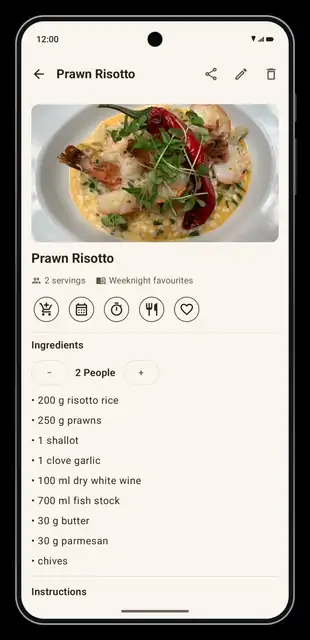 12:00
Prawn Risotto
Prawn Risotto
2 servings Weeknight favourites
Ingredients
- 2 People +
• 200 g risotto rice
• 250 g prawns
• 1 shallot
• 1 clove garlic
• 100 ml dry white wine
• 700 ml fish stock
• 30 g butter
• 30 g parmesan
• chives
Instructions